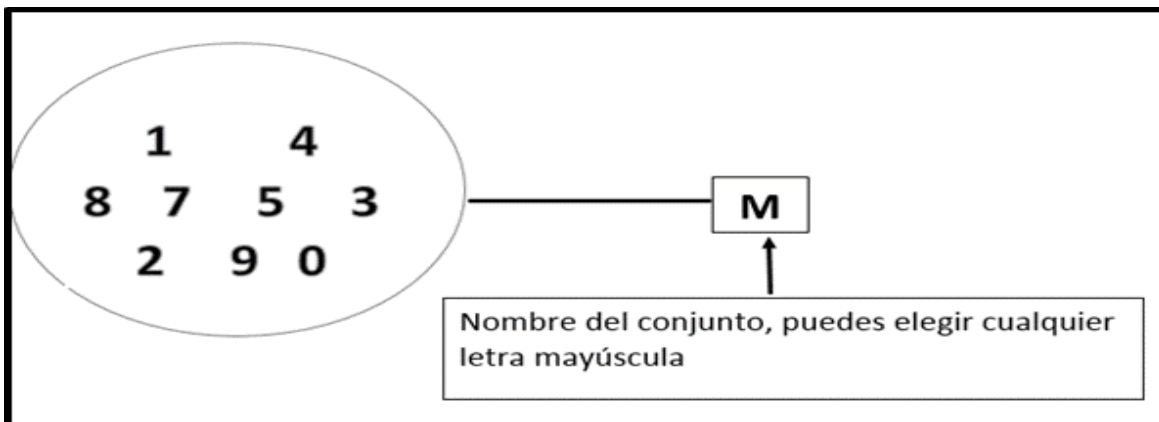 1 4
8 7 5 3
M
2 9 0
Nombre del conjunto, puedes elegir cualquier
letra mayúscula